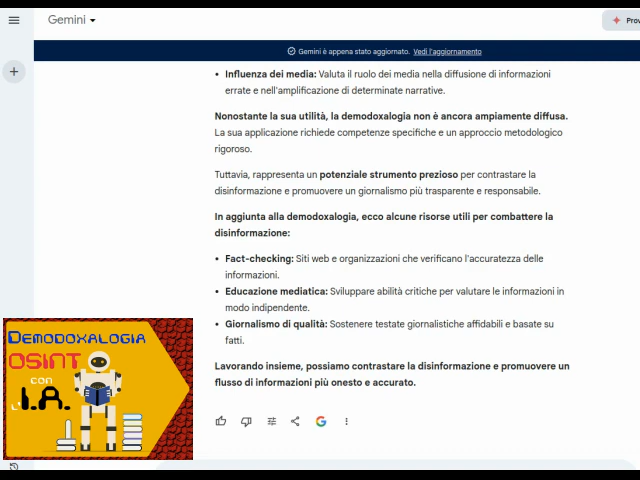 Gemini
Prov
Gemini è appena stato aggiornato. Vedi l'aggiornamento
Influenza dei media: Valuta il ruolo dei media nella diffusione di informazioni
errate e nell'amplificazione di determinate narrative.
Nonostante la sua utilità, la demodoxalogia non è ancora ampiamente diffusa.
La sua applicazione richiede competenze specifiche e un approccio metodologico
rigoroso.
Tuttavia, rappresenta un potenziale strumento prezioso per contrastare la
disinformazione e promuovere un giornalismo più trasparente e responsabile.
In aggiunta alla demodoxalogia, ecco alcune risorse utili per combattere la
disinformazione:
Fact-checking: Siti web e organizzazioni che verificano l'accuratezza delle
informazioni.
Educazione mediatica: Sviluppare abilità critiche per valutare le informazioni in
modo indipendente.
Giornalismo di qualità: Sostenere testate giornalistiche affidabili e basate su
fatti.
Lavorando insieme, possiamo contrastare la disinformazione e promuovere un
flusso di informazioni più onesto e accurato.
DEMODOXALOGIA
OSINT
con
L'I.A.